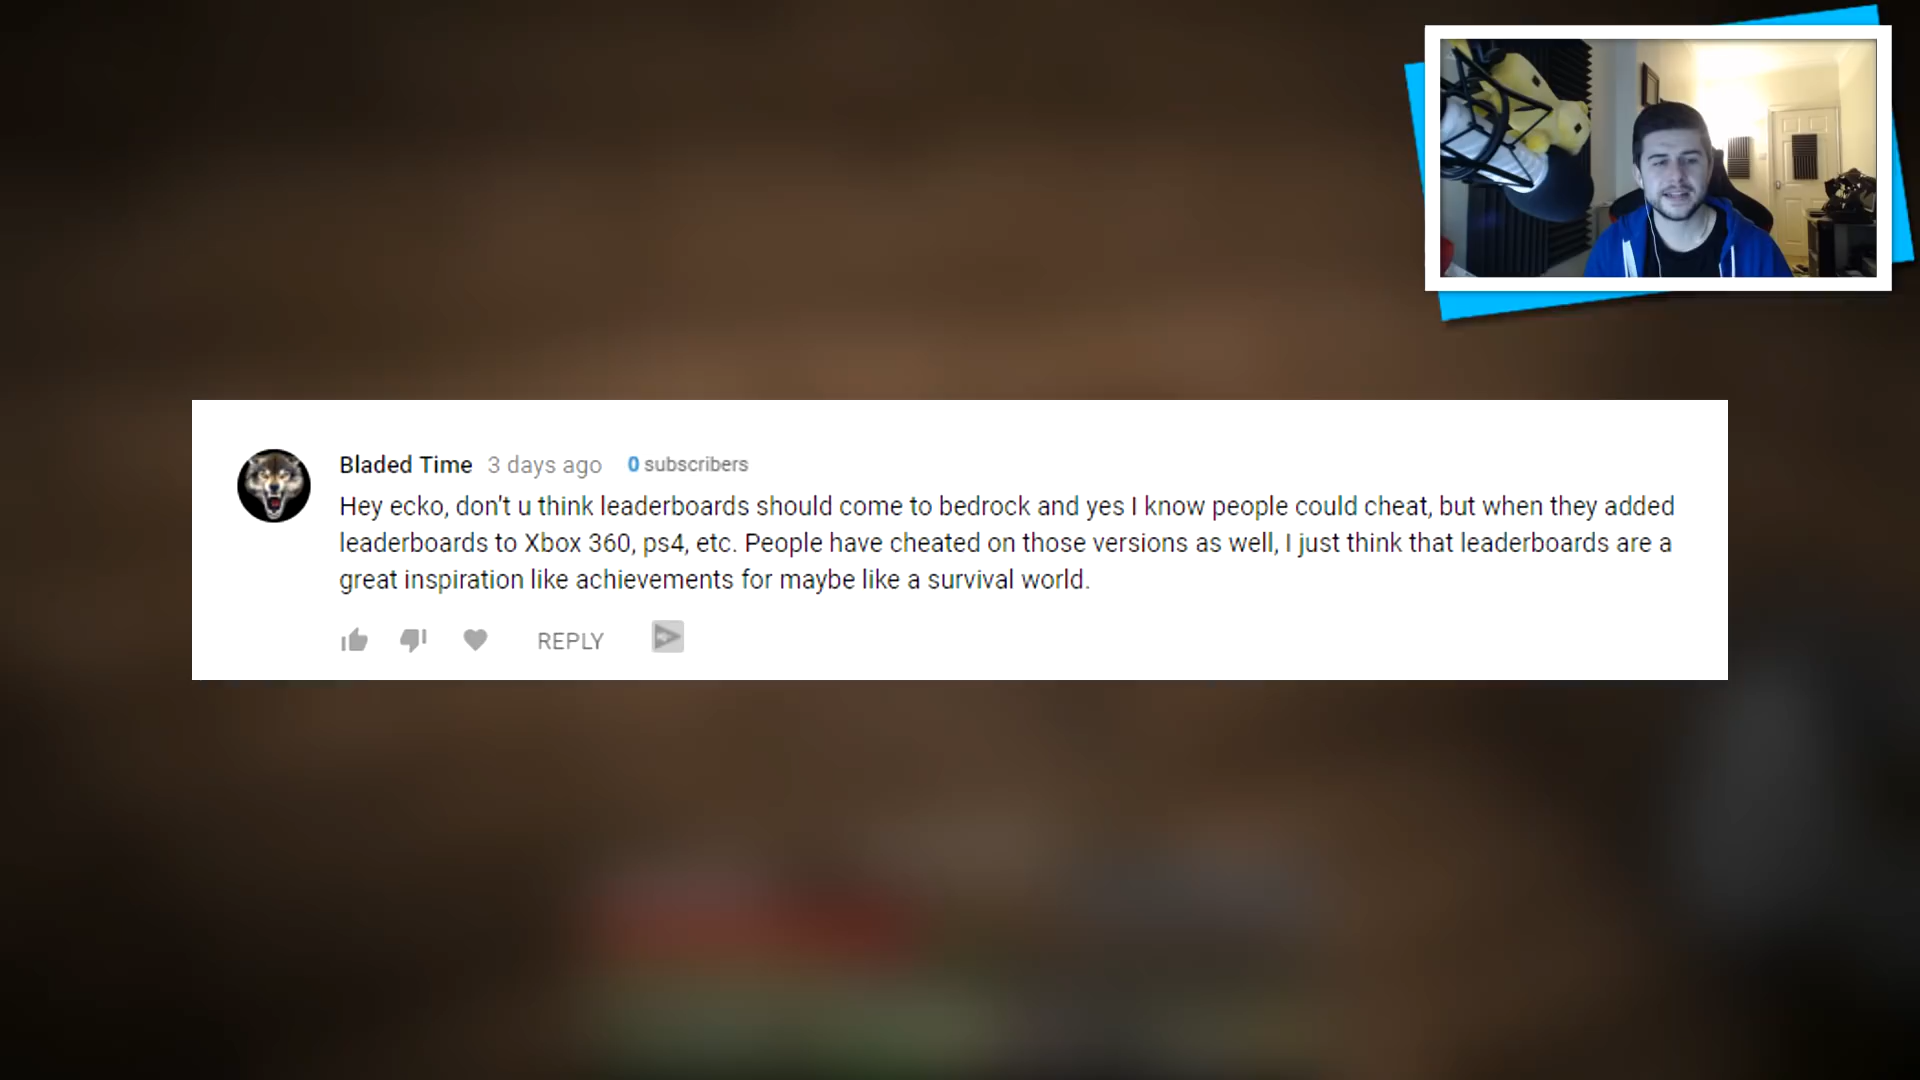 Bladed Time 3 days ago 0 subscribers
Hey ecko, don't u think leaderboards should come to bedrock and yes I know people could cheat, but when they added
leaderboards to Xbox 360, ps4, etc. People have cheated on those versions as well, I just think that leaderboards are a
great inspiration like achievements for maybe like a survival world.
REPLY